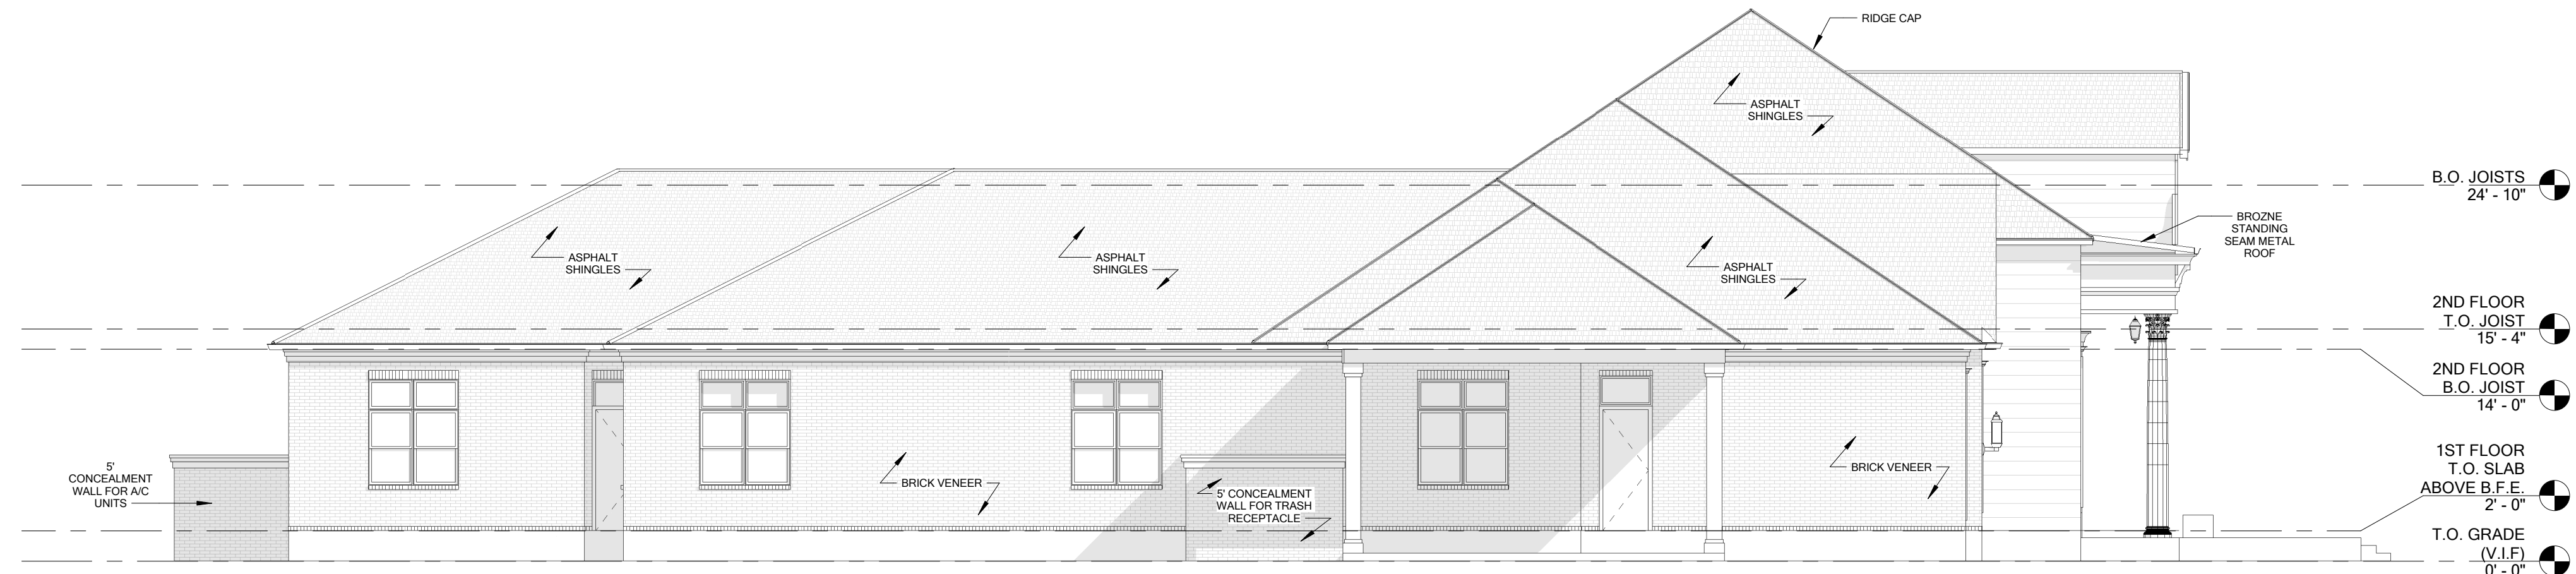 RIDGE CAP
ASPHALT
SHINGLES
B.O. JOISTS
24' - 10"
BROZNE
STANDING
SEAM METAL
ROOF
ASPHALT
SHINGLES
ASPHALT
SHINGLES
ASPHALT
SHINGLES
2ND FLOOR
T.O. JOIST
15' - 4"
2ND FLOOR
B.O. JOIST
14' - 0"
5'
CONCEALMENT
WALL FOR A/C
UNITS
BRICK VENEER
5' CONCEALMENT
WALL FOR TRASH
RECEPTACLE
BRICK VENEER
1ST FLOOR
T.O. SLAB
ABOVE B.F.E.
2' - 0"
T.O. GRADE
(V.I.F)
0' - 0"